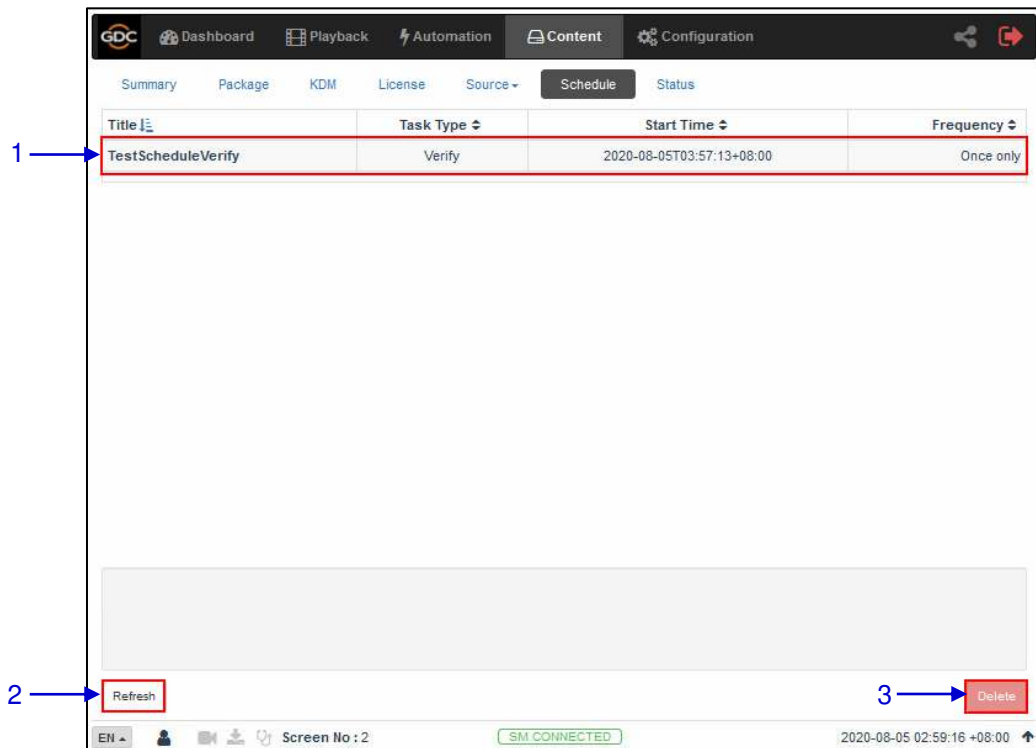 GDC Dashboard Playback Automation Content Configuration
Summary Package KDM License Source Schedule Status
Title Task Type Start Time Frequency
1 TestScheduleVerify Verify 2020-08-05T03:57:13+08:00 Once only
2 Refresh 3 Delete
EN Screen No : 2 SM CONNECTED 2020-08-05 02:59:16 +08:00